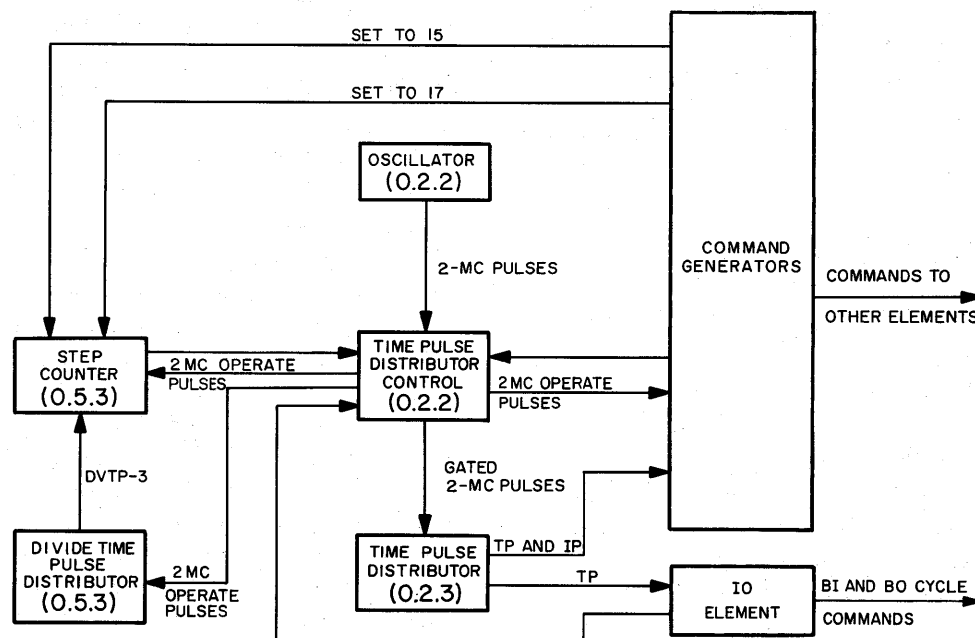 SET TO 15
SET TO 17
OSCILLATOR
(0.2.2)
2-MC PULSES
COMMAND
GENERATORS
COMMANDS TO
OTHER ELEMENTS
STEP
COUNTER
(0.5.3)
2 MC OPERATE
PULSES
TIME PULSE
DISTRIBUTOR
CONTROL
(0.2.2)
2 MC OPERATE
PULSES
DVTP-3
GATED
2-MC PULSES
DIVIDE TIME
PULSE
DISTRIBUTOR
(0.5.3)
2 MC
OPERATE
PULSES
TIME PULSE
DISTRIBUTOR
(0.2.3)
TP AND IP
TP
IO
ELEMENT
BI AND BO CYCLE
COMMANDS